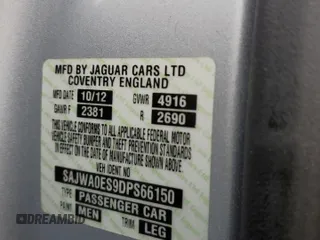 MFD BY JAGUAR CARS LTD
COVENTRY ENGLAND
MFD DATE 10/12 GVWR 4916
GAWR F 2381 R 2690
THIS VEHICLE CONFORMS TO ALL APPLICABLE FEDERAL MOTOR
VEHICLE SAFETY BUMPER AND THEFT PREVENTION STANDARDS
IN EFFECT ON THE DATE OF MANUFACTURE SHOWN ABOVE
VEH IDENT NO
SAJWA0ES9DPS66150
TYPE PASSENGER CAR
PAINT MEN TRIM LEG
DREAMBID